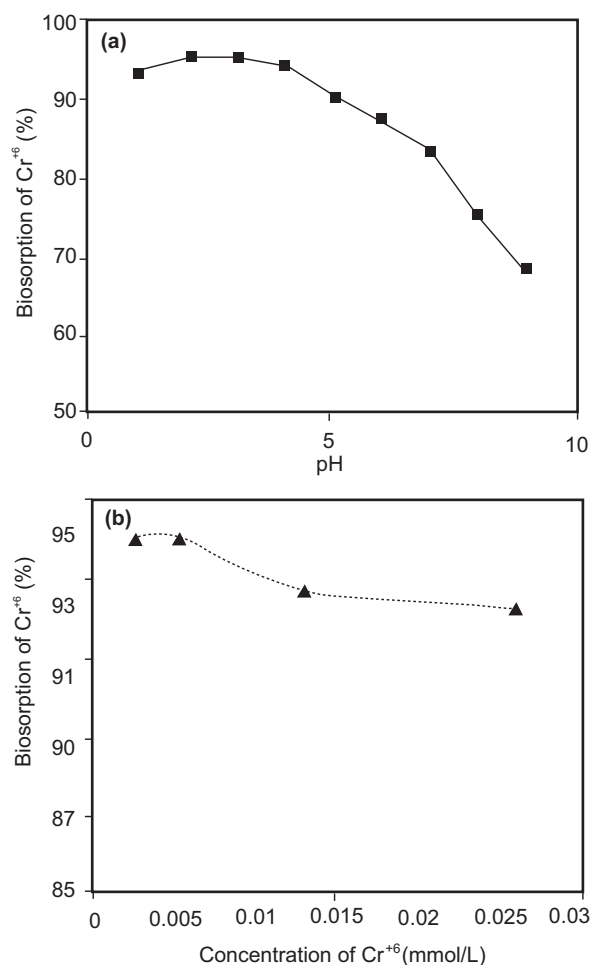 (a)
100
90
80
70
60
50
Biosorption of Cr⁺⁶ (%)
0 5 10
pH
(b)
95
93
91
90
87
85
Biosorption of Cr⁺⁶ (%)
0 0.005 0.01 0.015 0.02 0.025 0.03
Concentration of Cr⁺⁶(mmol/L)